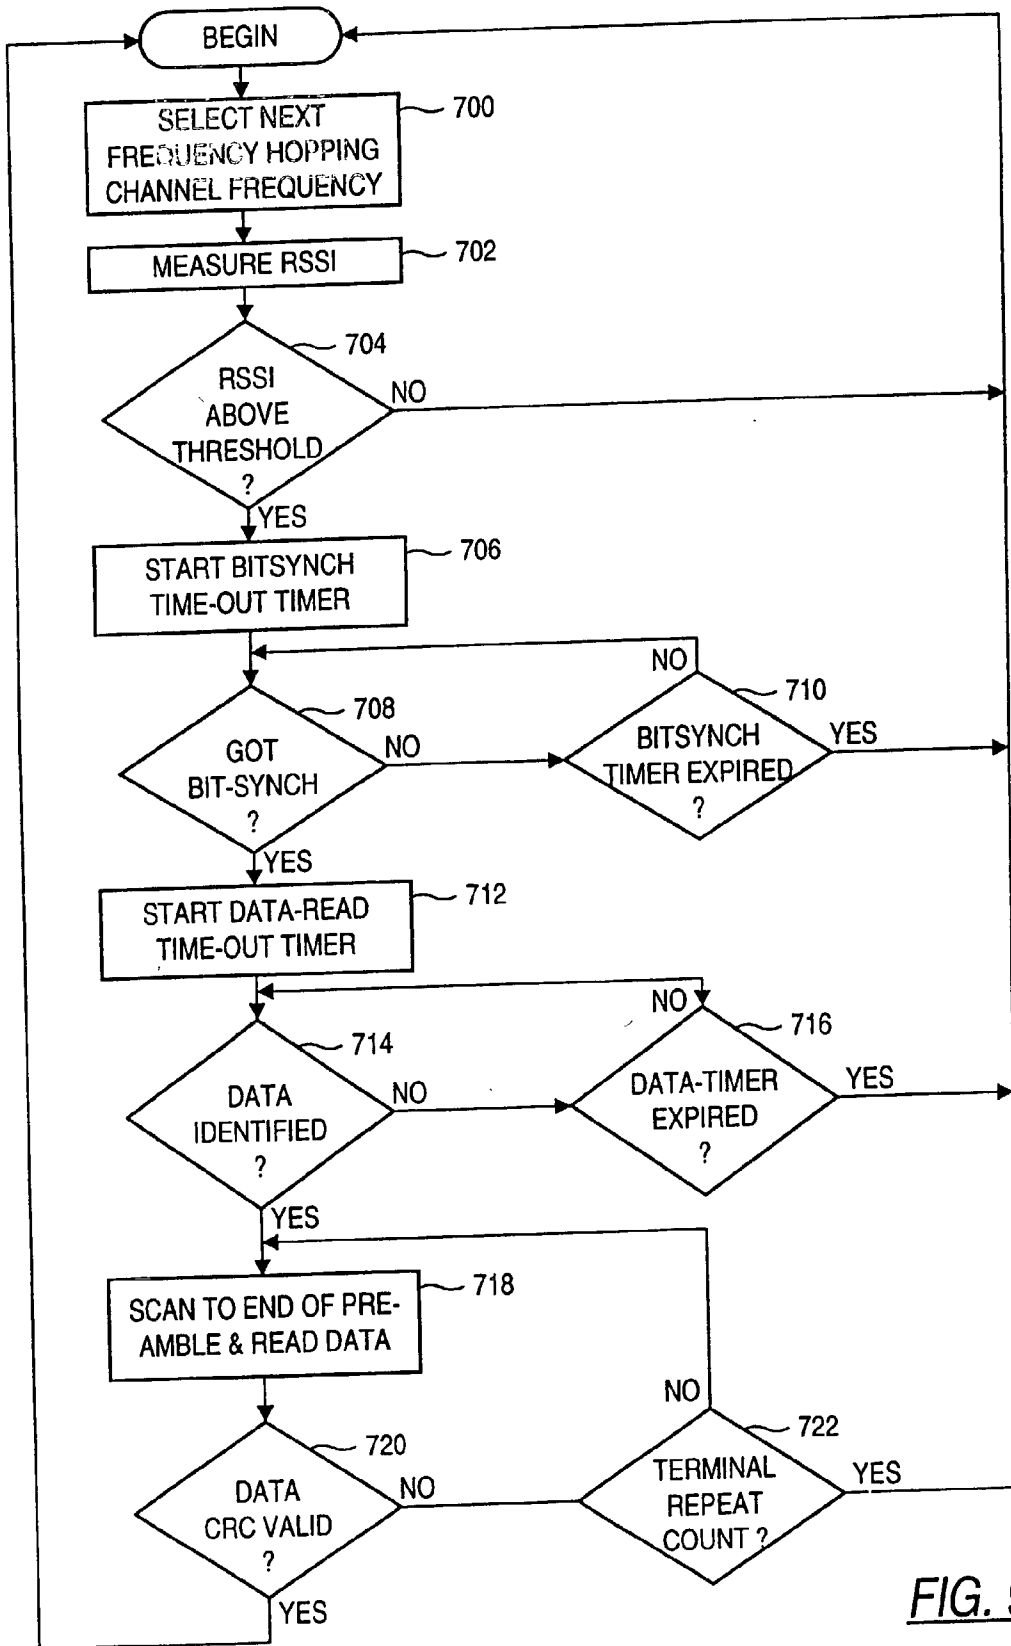 BEGIN
SELECT NEXT
FREQUENCY HOPPING
CHANNEL FREQUENCY
700
MEASURE RSSI
702
RSSI
ABOVE
THRESHOLD
?
704
NO
YES
START BITSYNCH
TIME-OUT TIMER
706
GOT
BIT-SYNCH
?
708
NO
YES
BITSYNCH
TIMER EXPIRED
?
710
NO
YES
START DATA-READ
TIME-OUT TIMER
712
DATA
IDENTIFIED
?
714
NO
YES
DATA-TIMER
EXPIRED
?
716
NO
YES
SCAN TO END OF PRE-
AMBLE & READ DATA
718
DATA
CRC VALID
?
720
NO
YES
TERMINAL
REPEAT
COUNT ?
722
NO
YES
FIG.